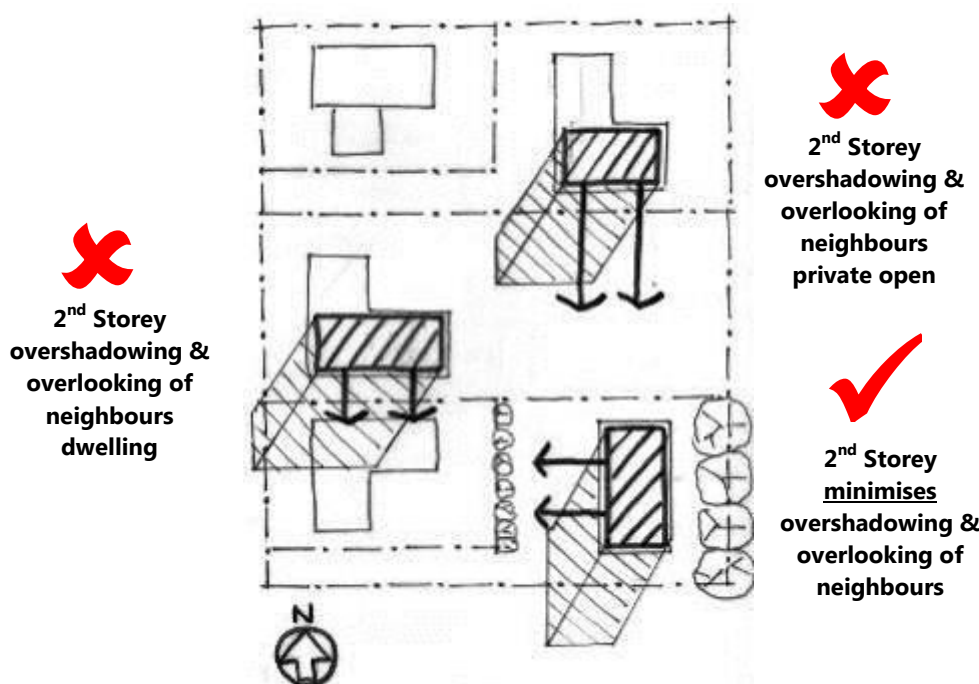 2nd Storey
overshadowing &
overlooking of
neighbours
dwelling
2nd Storey
overshadowing &
overlooking of
neighbours
private open
2nd Storey
minimises
overshadowing &
overlooking of
neighbours
N